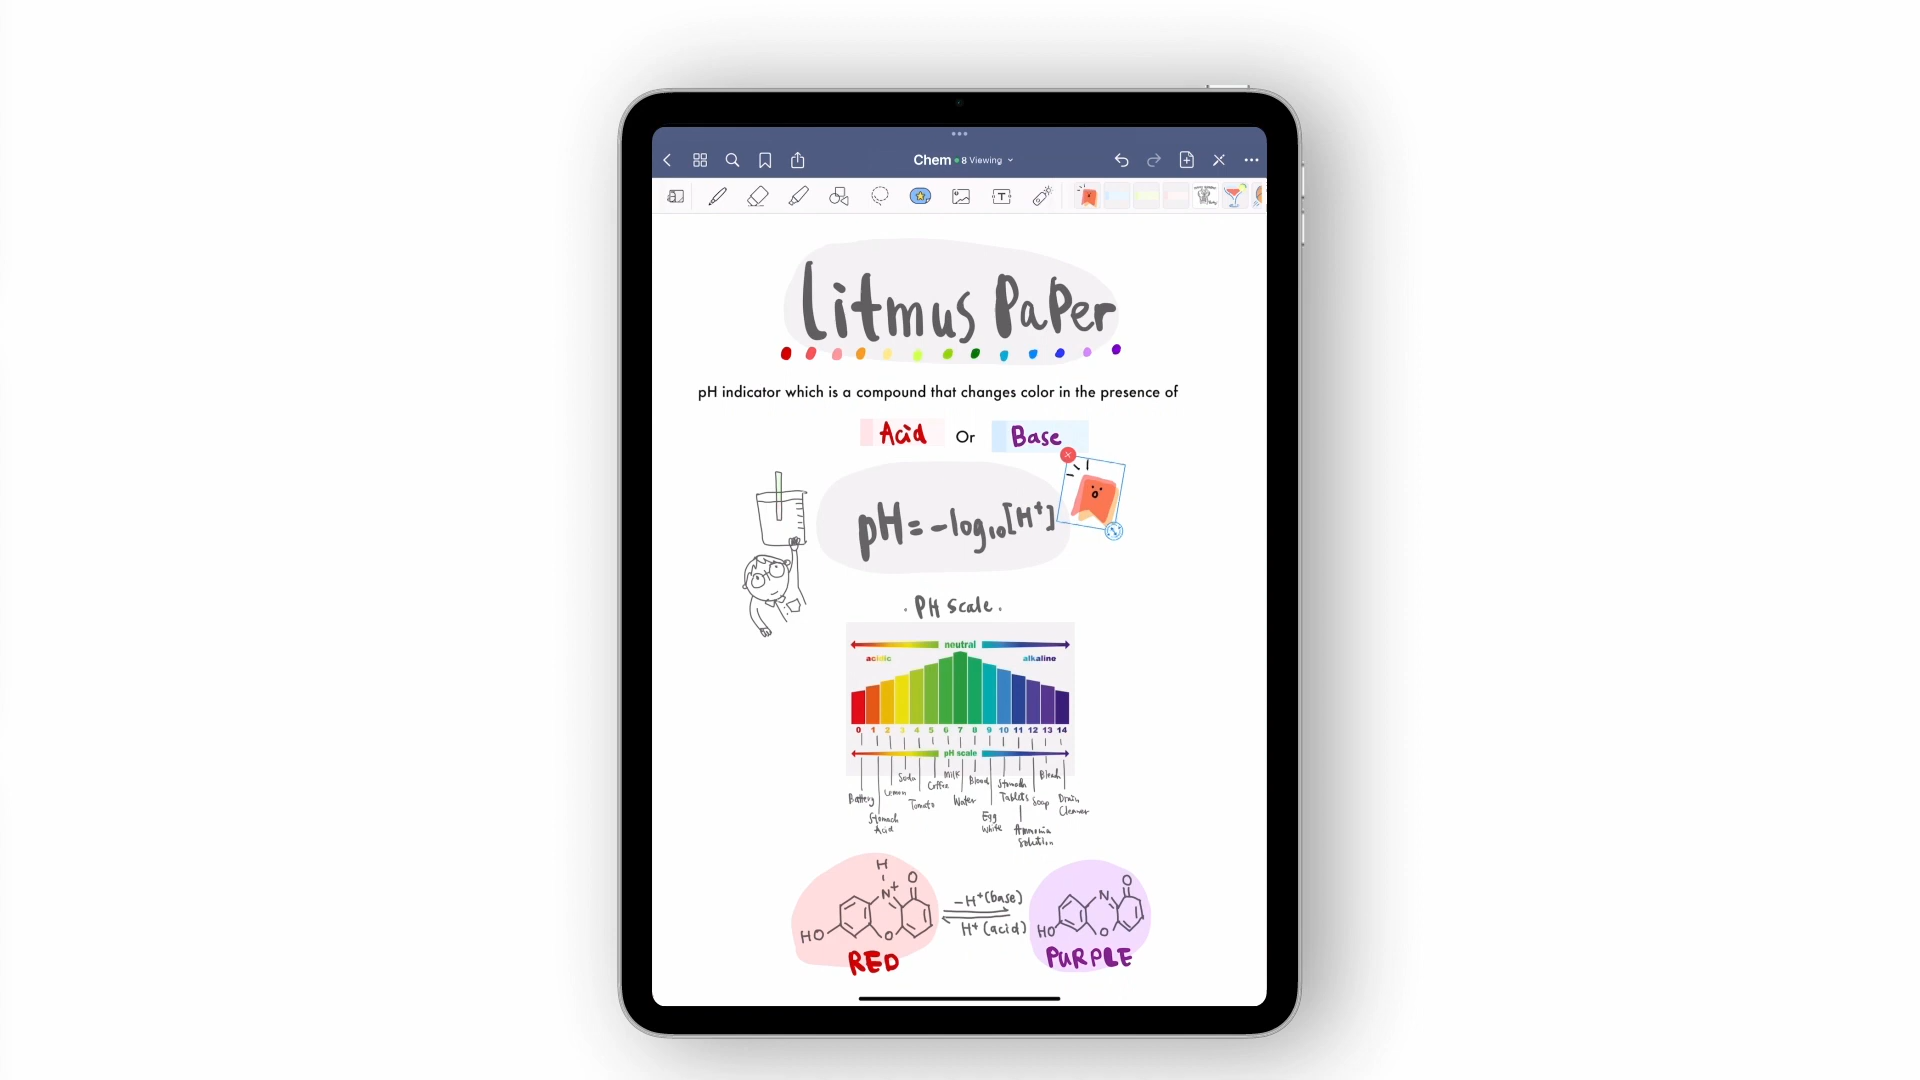 Chem 8 Viewing
Litmus PaPer
pH indicator which is a compound that changes color in the presence of
Acid Or Base
pH = -log10[H+]
. PH Scale .
neutral
acidic alkaline
0 1 2 3 4 5 6 7 8 9 10 11 12 13 14
pH scale
Soda Milk Blood Bleach
Lemon Coffee Stomach
Battery Tomato Water Tablets Soap Drain
Cleaner
Stomach Egg
Acid White Ammonia
Solution
H
N+ O N O
-H+ (base)
HO O H+ (acid) HO O
RED PURPLE